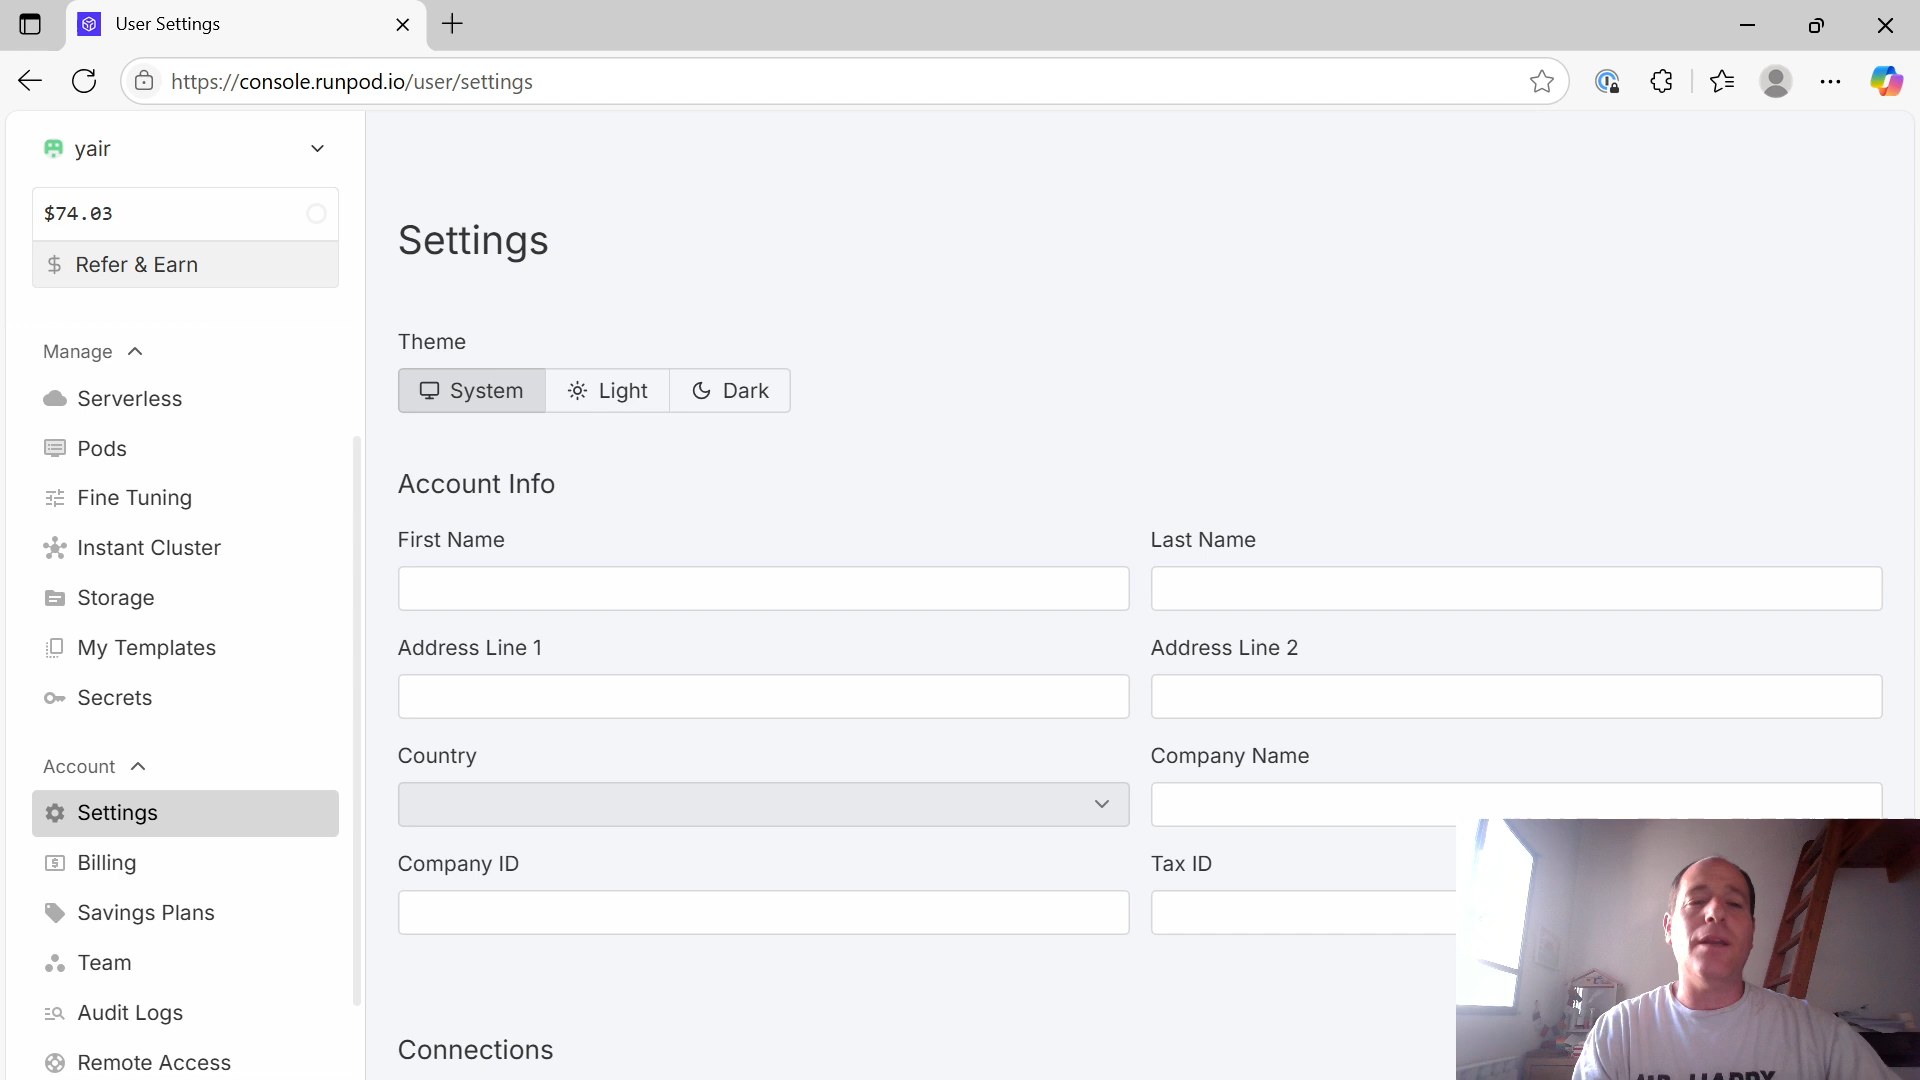 User Settings
https://console.runpod.io/user/settings
yair
$74.03
Refer & Earn
Manage
Serverless
Pods
Fine Tuning
Instant Cluster
Storage
My Templates
Secrets
Account
Settings
Billing
Savings Plans
Team
Audit Logs
Remote Access
Settings
Theme
System Light Dark
Account Info
First Name Last Name
Address Line 1 Address Line 2
Country Company Name
Company ID Tax ID
Connections
HAPPY